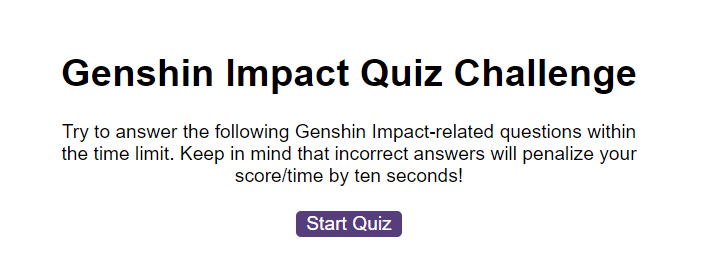 Genshin Impact Quiz Challenge
Try to answer the following Genshin Impact-related questions within
the time limit. Keep in mind that incorrect answers will penalize your
score/time by ten seconds!
Start Quiz